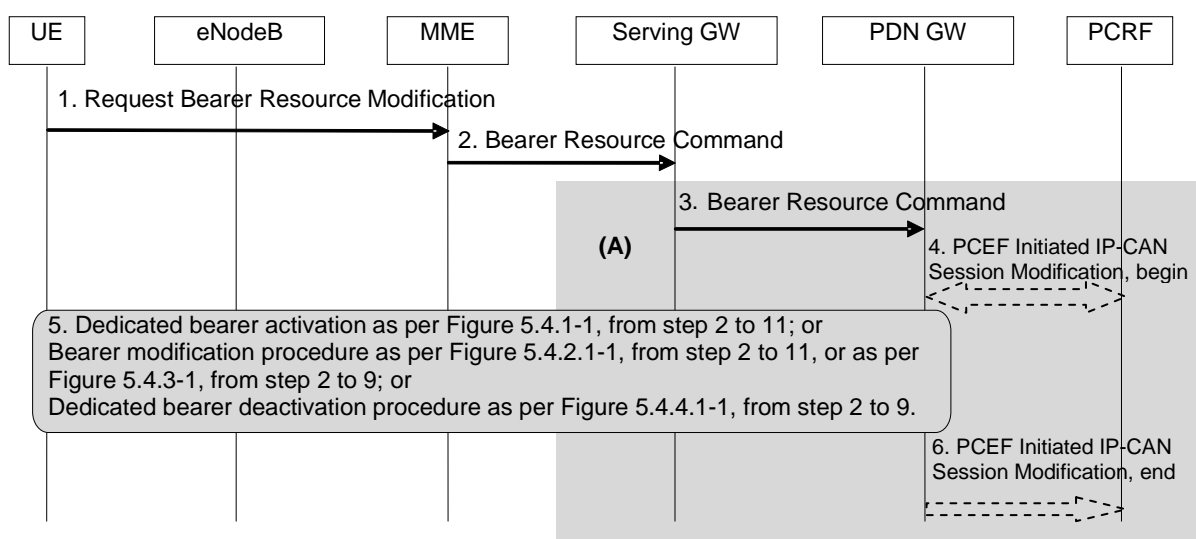 UE
eNodeB
MME
Serving GW
PDN GW
PCRF
1. Request Bearer Resource Modification
2. Bearer Resource Command
3. Bearer Resource Command
(A)
4. PCEF Initiated IP-CAN
Session Modification, begin
5. Dedicated bearer activation as per Figure 5.4.1-1, from step 2 to 11; or
Bearer modification procedure as per Figure 5.4.2.1-1, from step 2 to 11, or as per
Figure 5.4.3-1, from step 2 to 9; or
Dedicated bearer deactivation procedure as per Figure 5.4.4.1-1, from step 2 to 9.
6. PCEF Initiated IP-CAN
Session Modification, end